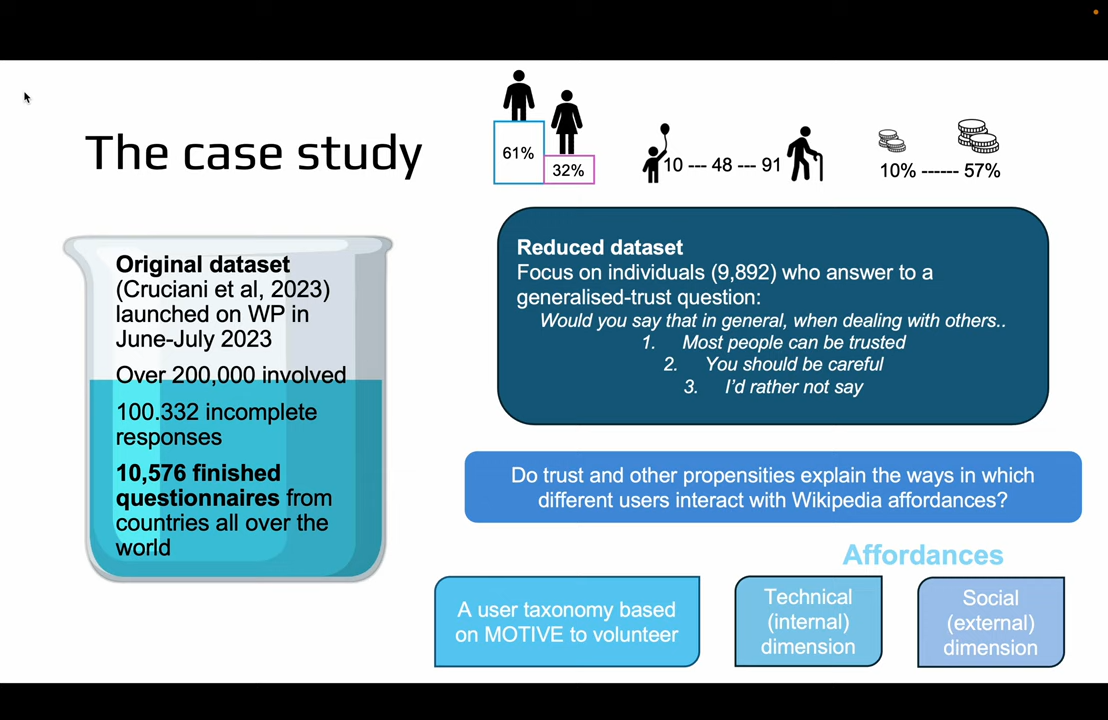 The case study
61%
32%
10 --- 48 --- 91
10% ------ 57%
Original dataset
(Cruciani et al, 2023)
launched on WP in
June-July 2023
Over 200,000 involved
100.332 incomplete
responses
10,576 finished
questionnaires from
countries all over the
world
Reduced dataset
Focus on individuals (9,892) who answer to a
generalised-trust question:
Would you say that in general, when dealing with others..
1. Most people can be trusted
2. You should be careful
3. I'd rather not say
Do trust and other propensities explain the ways in which
different users interact with Wikipedia affordances?
Affordances
A user taxonomy based
on MOTIVE to volunteer
Technical
(internal)
dimension
Social
(external)
dimension